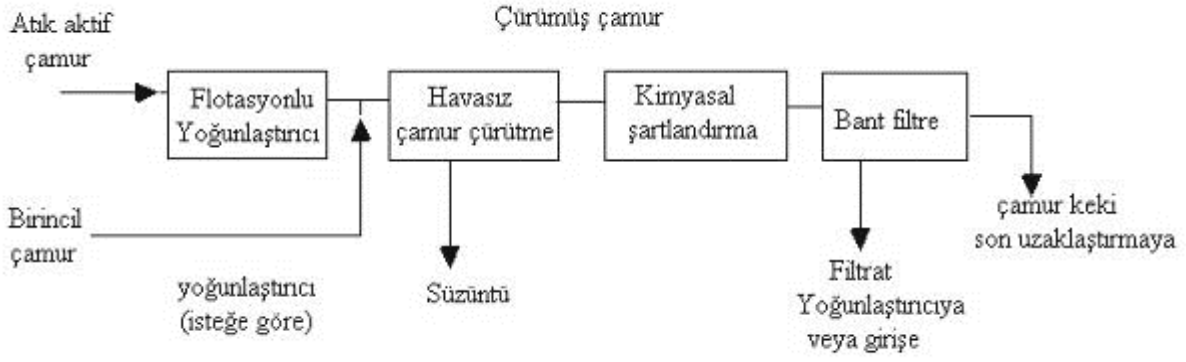 Atık aktif
çamur
Çürümüş çamur
Flotasyonlu
Yoğunlaştırıcı
Havasız
çamur çürütme
Kimyasal
şartlandırma
Bant filtre
Birincil
çamur
yoğunlaştırıcı
(isteğe göre)
Süzüntü
Filtrat
Yoğunlaştırıcıya
veya girişe
çamur keki
son uzaklaştırmaya